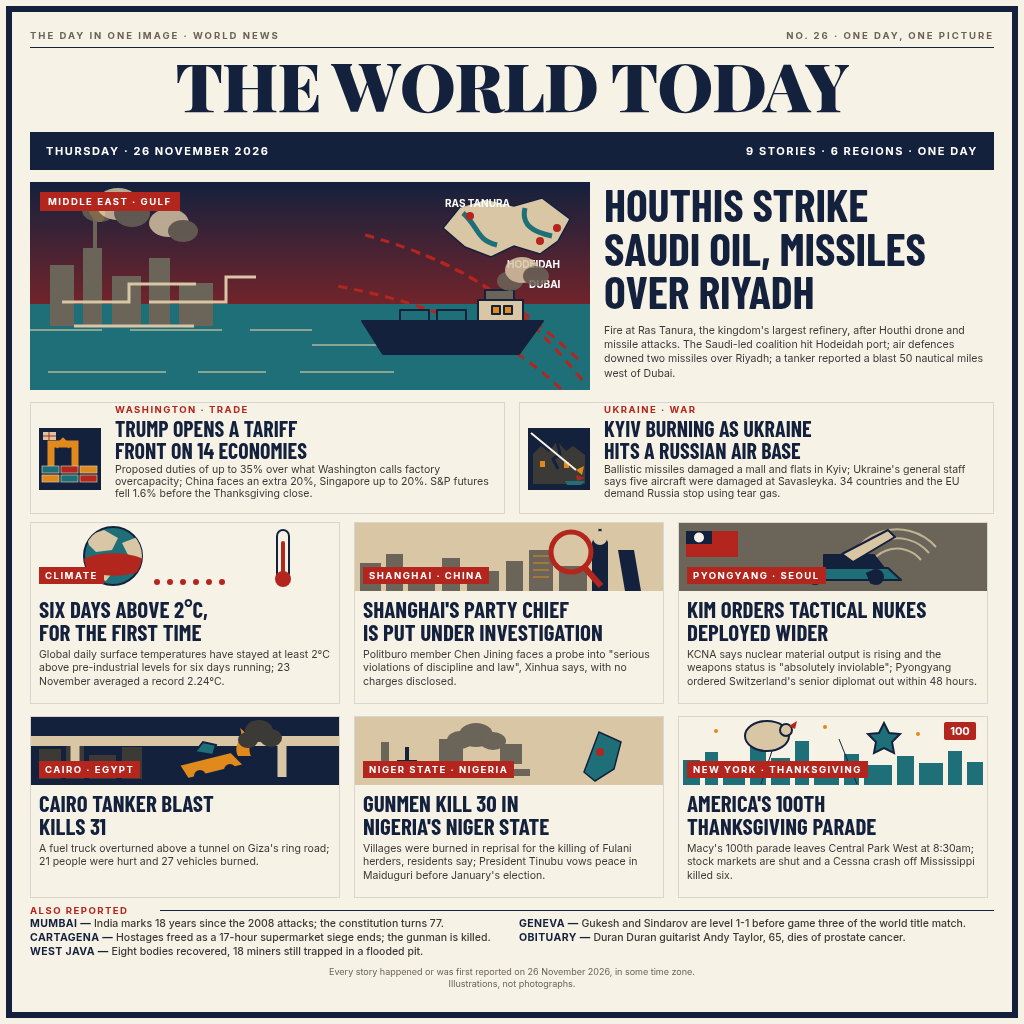 THE DAY IN ONE IMAGE · WORLD NEWS
NO. 26 · ONE DAY, ONE PICTURE
THE WORLD TODAY
THURSDAY · 26 NOVEMBER 2026
9 STORIES · 6 REGIONS · ONE DAY
MIDDLE EAST · GULF
RAS TANURA
HODEIDAH
DUBAI
HOUTHIS STRIKE
SAUDI OIL, MISSILES
OVER RIYADH
Fire at Ras Tanura, the kingdom's largest refinery, after Houthi drone and
missile attacks. The Saudi-led coalition hit Hodeidah port; air defences
downed two missiles over Riyadh; a tanker reported a blast 50 nautical miles
west of Dubai.
WASHINGTON · TRADE
TRUMP OPENS A TARIFF
FRONT ON 14 ECONOMIES
Proposed duties of up to 35% over what Washington calls factory
overcapacity; China faces an extra 20%, Singapore up to 20%. S&P futures
fell 1.6% before the Thanksgiving close.
UKRAINE · WAR
KYIV BURNING AS UKRAINE
HITS A RUSSIAN AIR BASE
Ballistic missiles damaged a mall and flats in Kyiv; Ukraine's general staff
says five aircraft were damaged at Savasleyka. 34 countries and the EU
demand Russia stop using tear gas.
CLIMATE
SIX DAYS ABOVE 2°C,
FOR THE FIRST TIME
Global daily surface temperatures have stayed at least 2°C
above pre-industrial levels for six days running; 23
November averaged a record 2.24°C.
SHANGHAI · CHINA
SHANGHAI'S PARTY CHIEF
IS PUT UNDER INVESTIGATION
Politburo member Chen Jining faces a probe into "serious
violations of discipline and law", Xinhua says, with no
charges disclosed.
PYONGYANG · SEOUL
KIM ORDERS TACTICAL NUKES
DEPLOYED WIDER
KCNA says nuclear material output is rising and the
weapons status is "absolutely inviolable"; Pyongyang
ordered Switzerland's senior diplomat out within 48 hours.
CAIRO · EGYPT
CAIRO TANKER BLAST
KILLS 31
A fuel truck overturned above a tunnel on Giza's ring road;
21 people were hurt and 27 vehicles burned.
NIGER STATE · NIGERIA
GUNMEN KILL 30 IN
NIGERIA'S NIGER STATE
Villages were burned in reprisal for the killing of Fulani
herders, residents say; President Tinubu vows peace in
Maiduguri before January's election.
100
NEW YORK · THANKSGIVING
AMERICA'S 100TH
THANKSGIVING PARADE
Macy's 100th parade leaves Central Park West at 8:30am;
stock markets are shut and a Cessna crash off Mississippi
killed six.
ALSO REPORTED
MUMBAI — India marks 18 years since the 2008 attacks; the constitution turns 77.
CARTAGENA — Hostages freed as a 17-hour supermarket siege ends; the gunman is killed.
WEST JAVA — Eight bodies recovered, 18 miners still trapped in a flooded pit.
GENEVA — Gukesh and Sindarov are level 1-1 before game three of the world title match.
OBITUARY — Duran Duran guitarist Andy Taylor, 65, dies of prostate cancer.
Every story happened or was first reported on 26 November 2026, in some time zone.
Illustrations, not photographs.